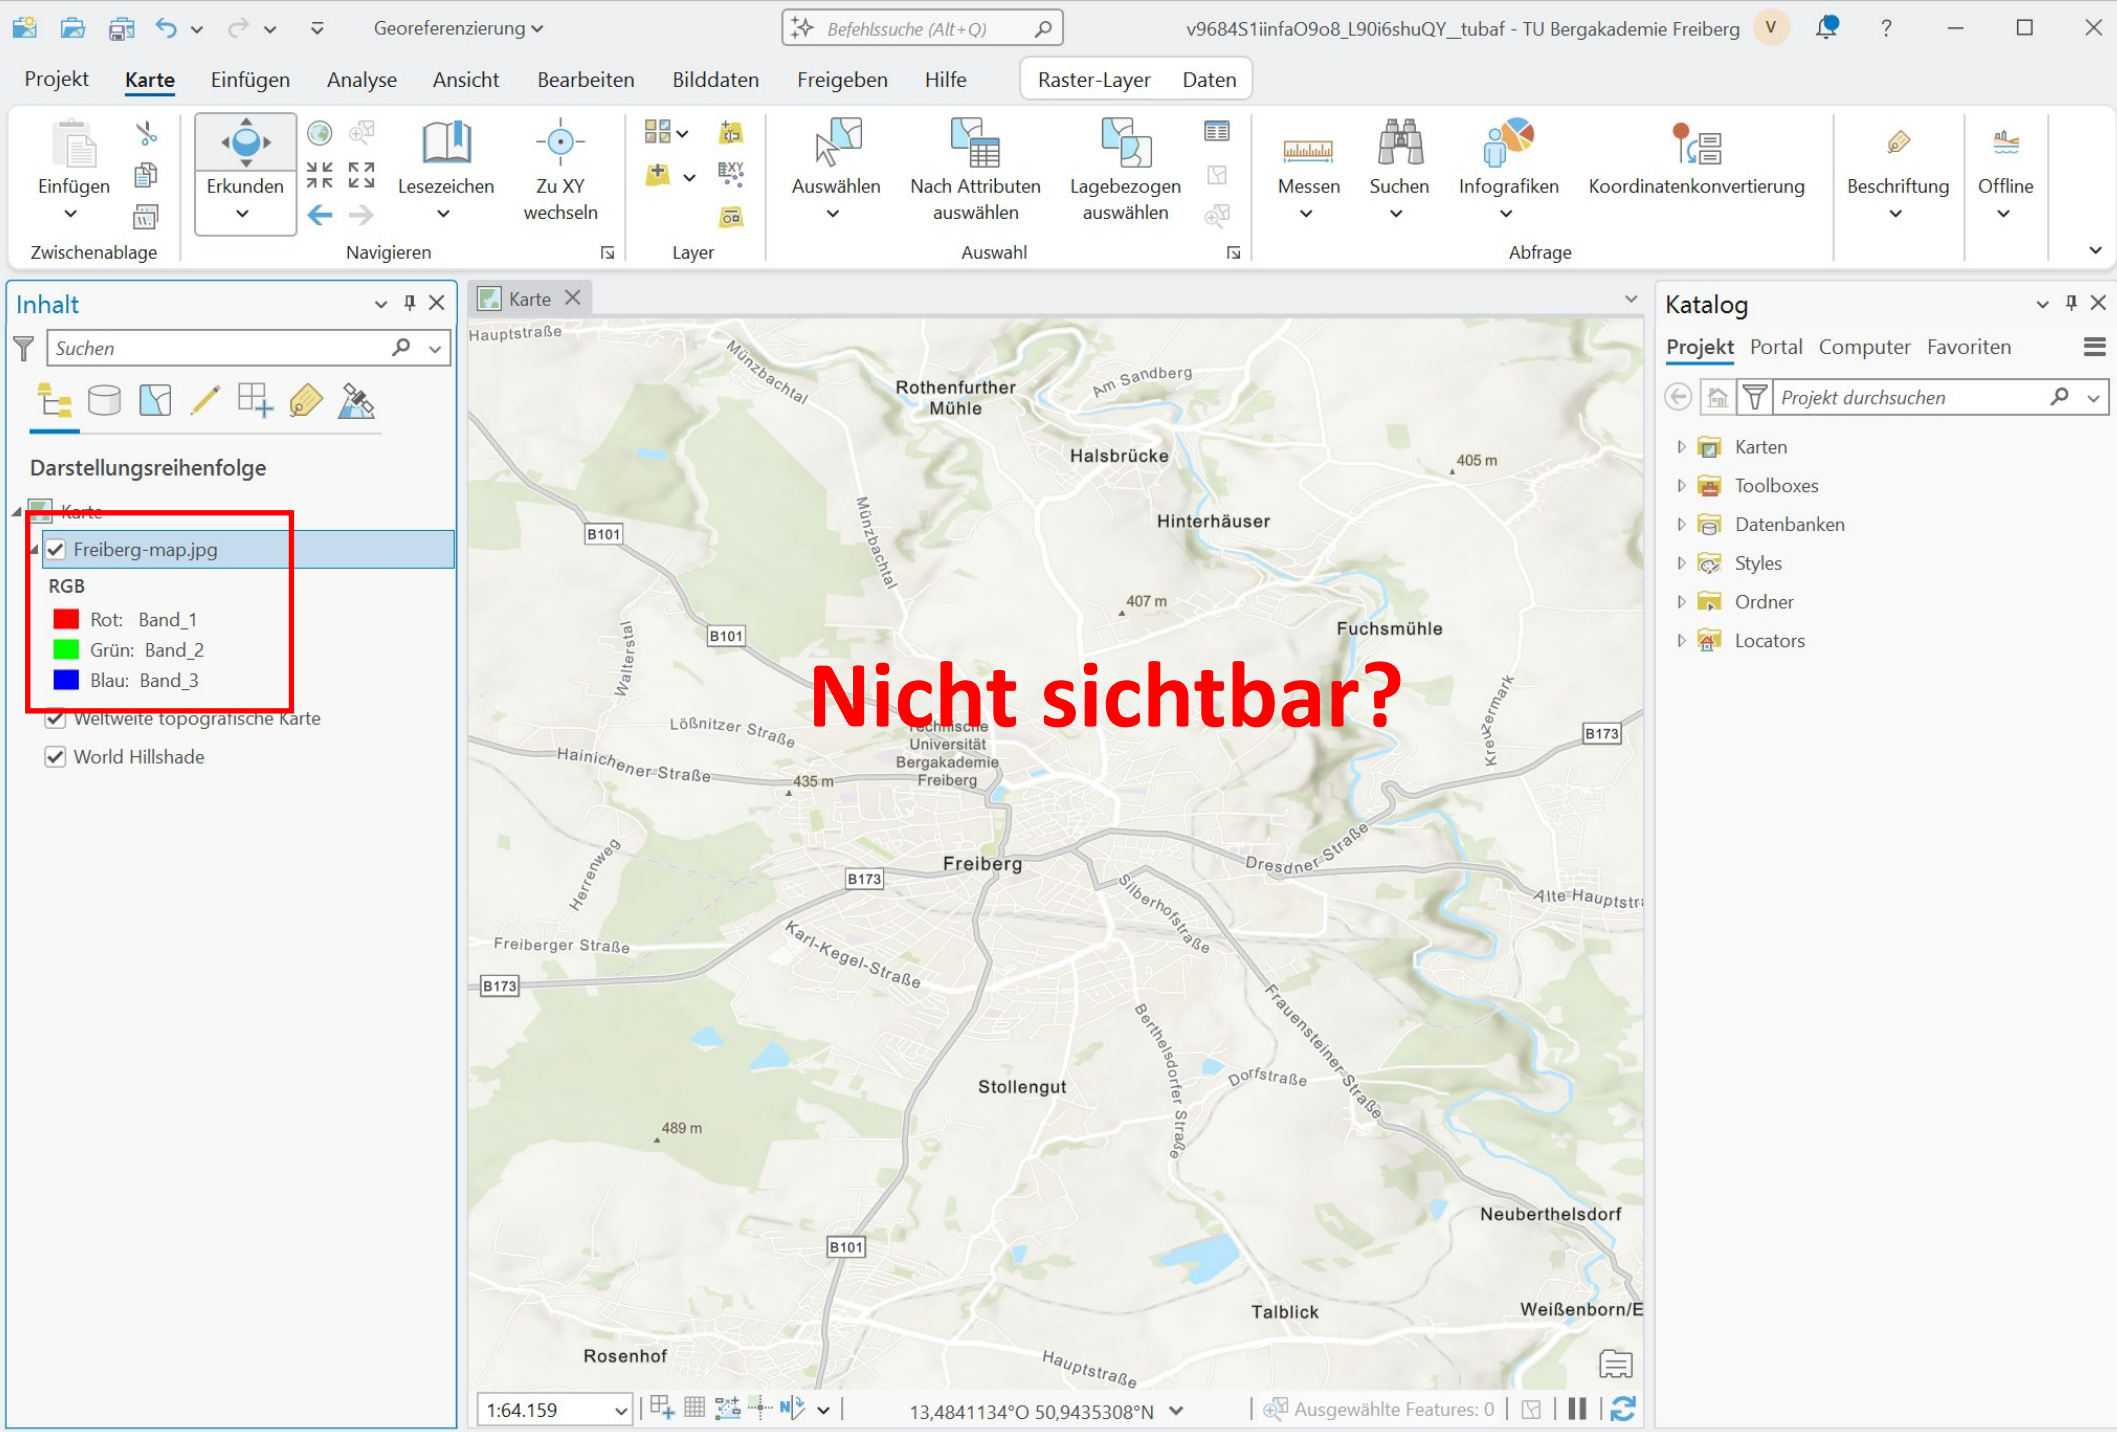 Georeferenzierung
Befehlssuche (Alt+Q)
v9684S1iinfaO9o8_L90i6shuQY__tubaf - TU Bergakademie Freiberg
V
?
Projekt
Karte
Einfügen
Analyse
Ansicht
Bearbeiten
Bilddaten
Freigeben
Hilfe
Raster-Layer
Daten
Einfügen
Erkunden
Lesezeichen
Zu XY
wechseln
Auswählen
Nach Attributen
auswählen
Lagebezogen
auswählen
Messen
Suchen
Infografiken
Koordinatenkonvertierung
Beschriftung
Offline
Zwischenablage
Navigieren
Layer
Auswahl
Abfrage
Inhalt
Suchen
Darstellungsreihenfolge
Karte
Freiberg-map.jpg
RGB
Rot: Band_1
Grün: Band_2
Blau: Band_3
Weltweite topografische Karte
World Hillshade
Karte
Hauptstraße
Münzbachtal
Rothenfurther
Mühle
Am Sandberg
Halsbrücke
405 m
Münzbachtal
Hinterhäuser
B101
407 m
Fuchsmühle
B101
Walterstal
Nicht sichtbar?
Kreuzermark
Lößnitzer Straße
Technische
Universität
Bergakademie
Freiberg
B173
Hainichener-Straße
435 m
Herrenweg
Freiberg
Dresdner-Straße
B173
Silberhofstraße
Alte-Hauptstr
Karl-Kegel-Straße
Freiberger Straße
B173
Frauensteiner-Straße
Berthelsdorfer Straße
Dorfstraße
Stollengut
489 m
Neuberthelsdorf
B101
Talblick
Weißenborn/E
Rosenhof
Hauptstraße
1:64.159
13,4841134°O 50,9435308°N
Ausgewählte Features: 0
Katalog
Projekt
Portal
Computer
Favoriten
Projekt durchsuchen
Karten
Toolboxes
Datenbanken
Styles
Ordner
Locators